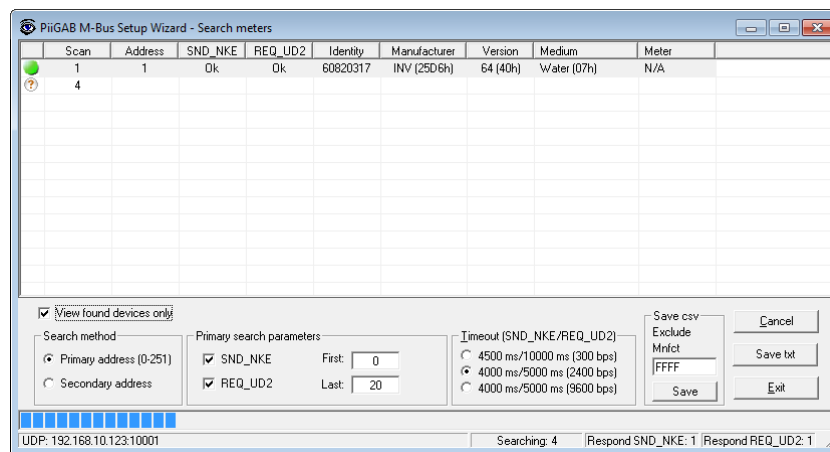 PiiGAB M-Bus Setup Wizard - Search meters
Scan Address SND_NKE REQ_UD2 Identity Manufacturer Version Medium Meter
1 1 Ok Ok 60820317 INV (25D6h) 64 (40h) Water (07h) N/A
? 4
View found devices only
Search method
Primary address (0-251)
Secondary address
Primary search parameters
SND_NKE First: 0
REQ_UD2 Last: 20
Timeout (SND_NKE/REQ_UD2)
4500 ms/10000 ms (300 bps)
4000 ms/5000 ms (2400 bps)
4000 ms/5000 ms (9600 bps)
Save csv
Exclude
Mnfct
FFFF
Save
Cancel
Save txt
Exit
UDP: 192.168.10.123:10001 Searching: 4 Respond SND_NKE: 1 Respond REQ_UD2: 1